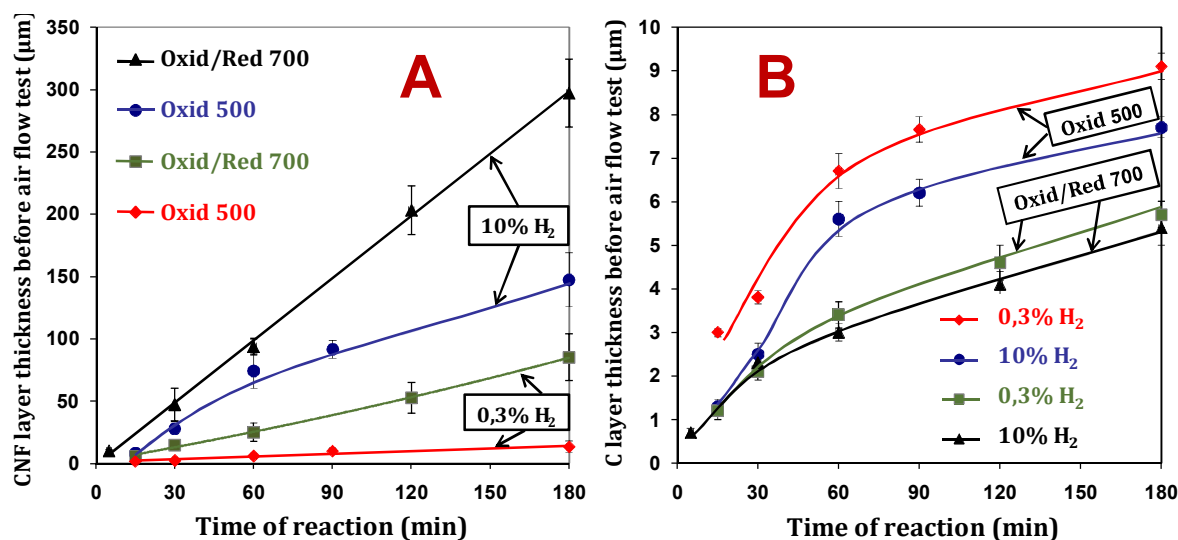 CNF layer thickness before air flow test (µm)
350
300
250
200
150
100
50
0
A
Oxid/Red 700
Oxid 500
Oxid/Red 700
Oxid 500
10% H₂
0,3% H₂
0 30 60 90 120 150 180
Time of reaction (min)
C layer thickness before air flow test (µm)
10
9
8
7
6
5
4
3
2
1
0
B
Oxid 500
Oxid/Red 700
0,3% H₂
10% H₂
0,3% H₂
10% H₂
0 30 60 90 120 150 180
Time of reaction (min)